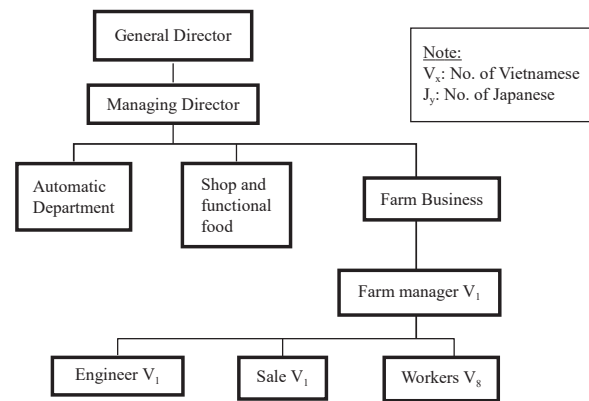 General Director
Note:
Vₓ: No. of Vietnamese
Jᵧ: No. of Japanese
Managing Director
Automatic
Department
Shop and
functional
food
Farm Business
Farm manager V₁
Engineer V₁
Sale V₁
Workers V₈